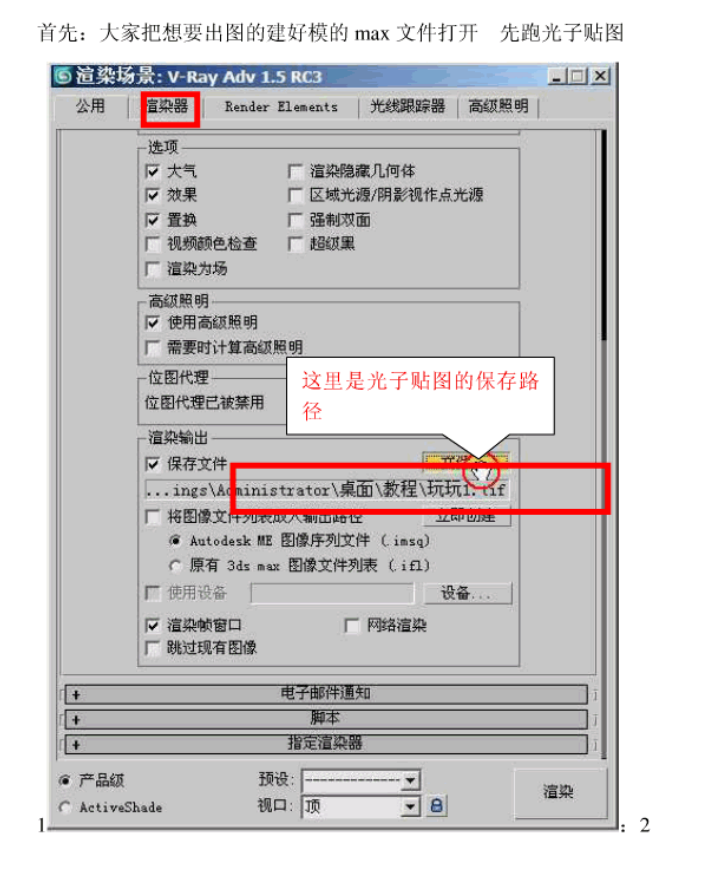 首先：大家把想要出图的建好模的 max 文件打开 先跑光子贴图
渲染场景: V-Ray Adv 1.5 RC3
公用 渲染器 Render Elements 光线跟踪器 高级照明
选项
大气 渲染隐藏几何体
效果 区域光源/阴影视作点光源
置换 强制双面
视频颜色检查 超级黑
渲染为场
高级照明
使用高级照明
需要时计算高级照明
位图代理
位图代理已被禁用
这里是光子贴图的保存路
径
渲染输出
保存文件
...ings\Administrator\桌面\教程\玩玩1.tif
将图像文件列表放入输出路径 立即创建
Autodesk ME 图像序列文件 (.imsq)
原有 3ds max 图像文件列表 (.ifl)
使用设备 设备...
渲染帧窗口 网络渲染
跳过现有图像
+ 电子邮件通知
+ 脚本
+ 指定渲染器
产品级 预设: -------------
ActiveShade 视口: 顶
渲染
1 : 2